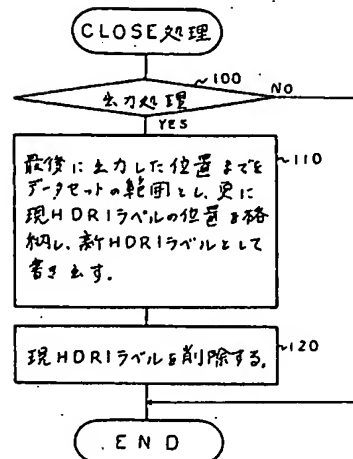 CLOSE処理
100
出力処理
NO
YES
最後に出力した位置までを
データセットの範囲とし、更に
現HDR1ラベルの位置を格
納し、新HDR1ラベルとして
書き出す。
110
現HDR1ラベルを削除する。
120
END